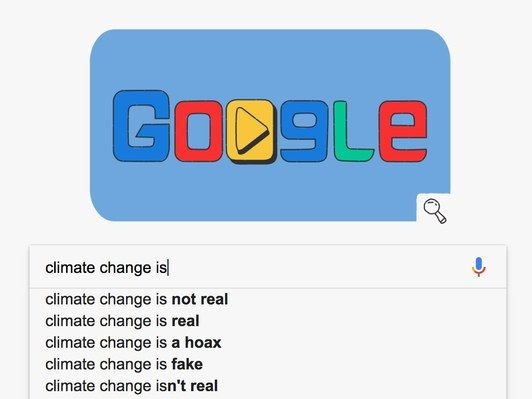 Google
climate change is
climate change is not real
climate change is real
climate change is a hoax
climate change is fake
climate change isn't real